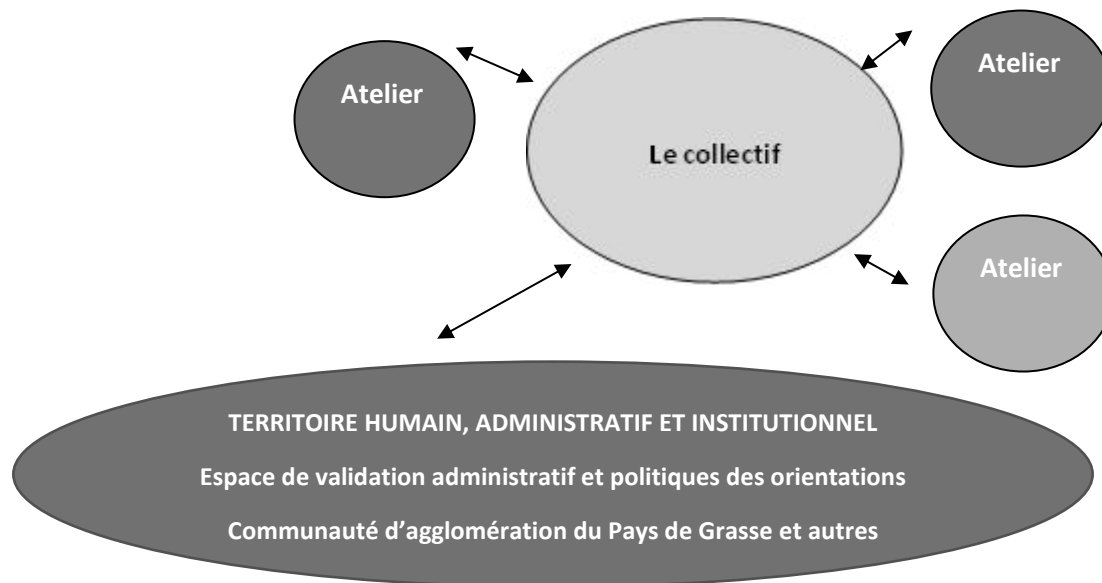 Atelier
Atelier
Le collectif
Atelier
TERRITOIRE HUMAIN, ADMINISTRATIF ET INSTITUTIONNEL
Espace de validation administratif et politiques des orientations
Communauté d’agglomération du Pays de Grasse et autres